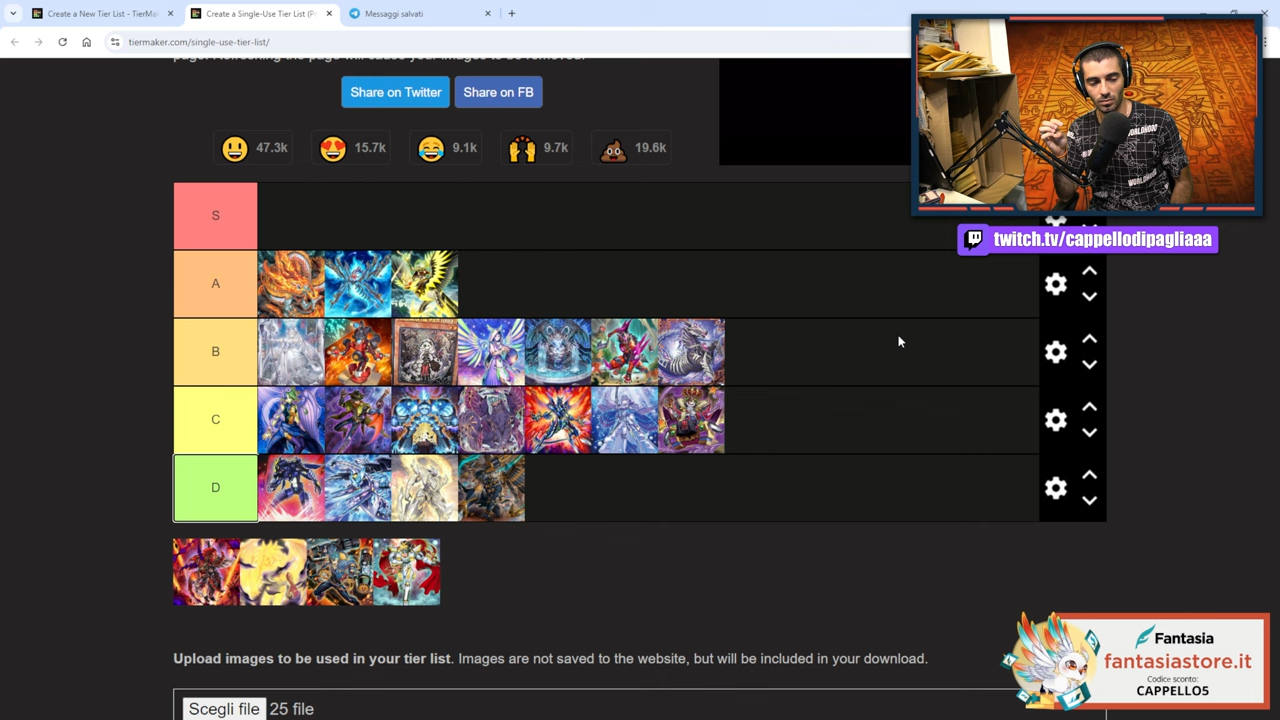 Create a New Tier List - TierMa
Create a Single-Use Tier List (P
Messaggi salvati
tiermaker.com/single-use-tier-list/
Share on Twitter
Share on FB
47.3k
15.7k
9.1k
9.7k
19.6k
S
A
B
C
D
WORLDHOOD
WORLDHOOD
twitch.tv/cappellodipagliaaa
Upload images to be used in your tier list. Images are not saved to the website, but will be included in your download.
Scegli file 25 file
Fantasia
fantasiastore.it
Codice sconto:
CAPPELLO5